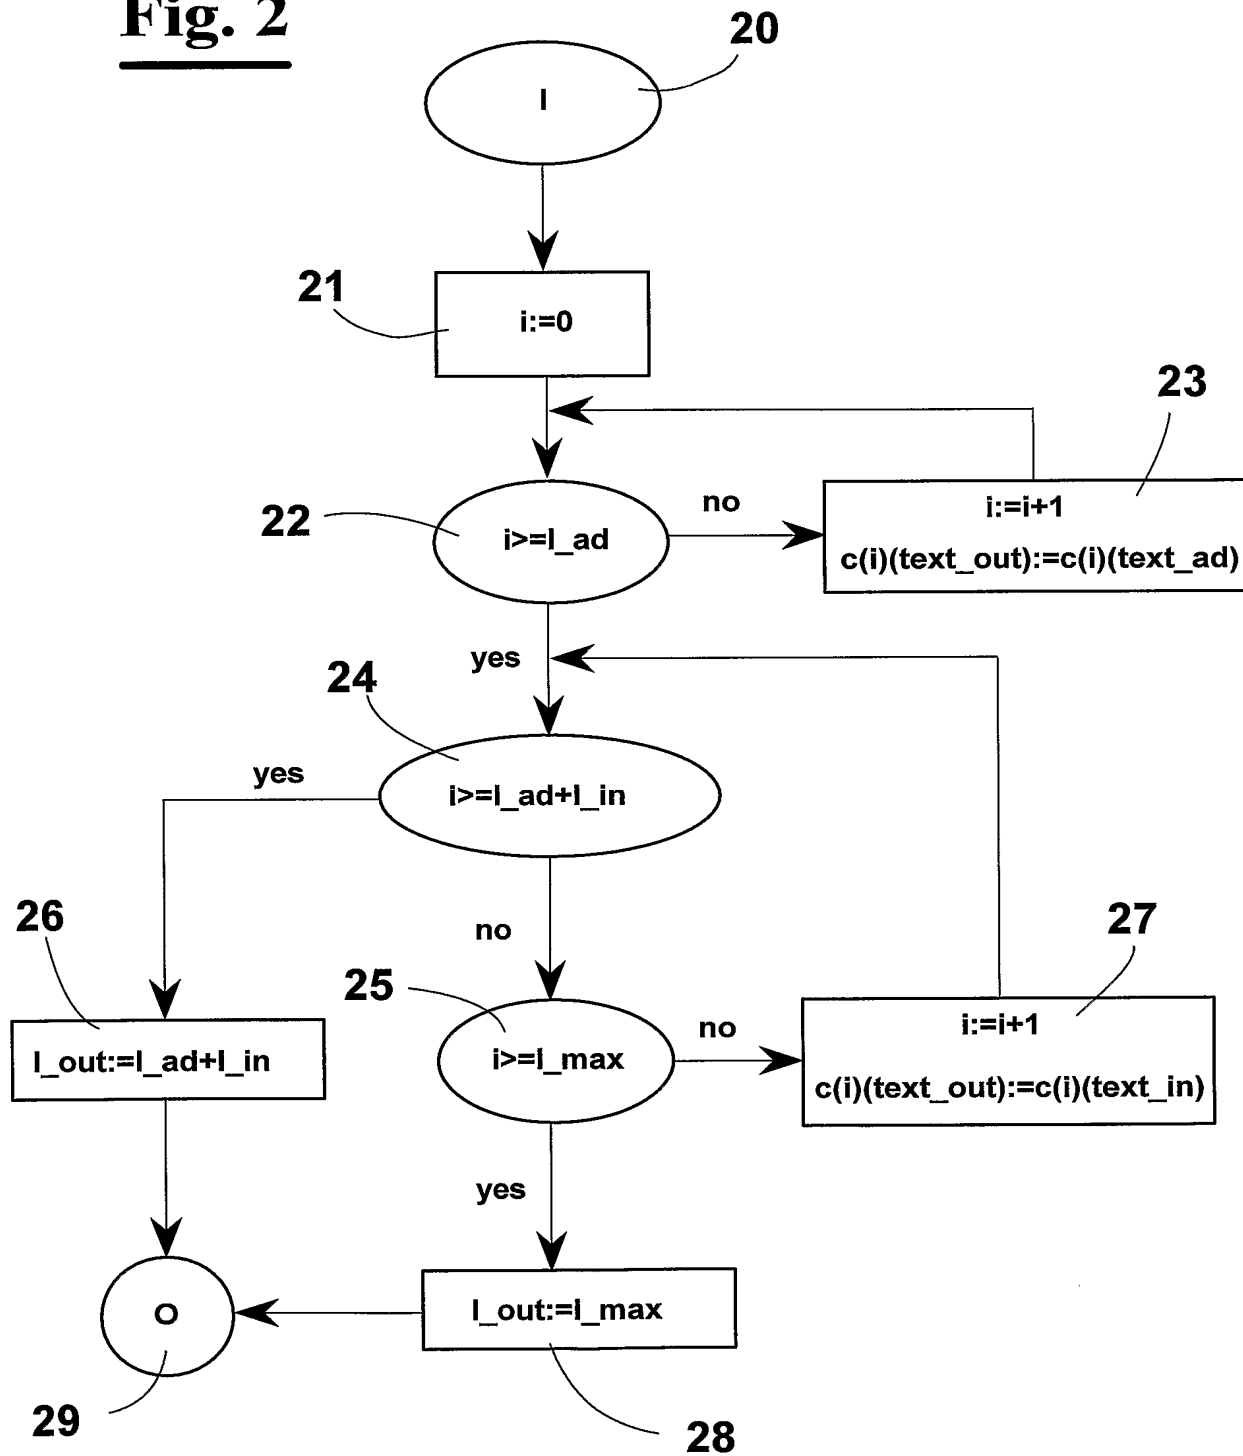 Fig. 2
20
I
21
i:=0
23
22
i>=l_ad
no
i:=i+1
c(i)(text_out):=c(i)(text_ad)
yes
24
yes
i>=l_ad+l_in
26
no
27
25
l_out:=l_ad+l_in
i>=l_max
no
i:=i+1
c(i)(text_out):=c(i)(text_in)
yes
O
l_out:=l_max
29
28